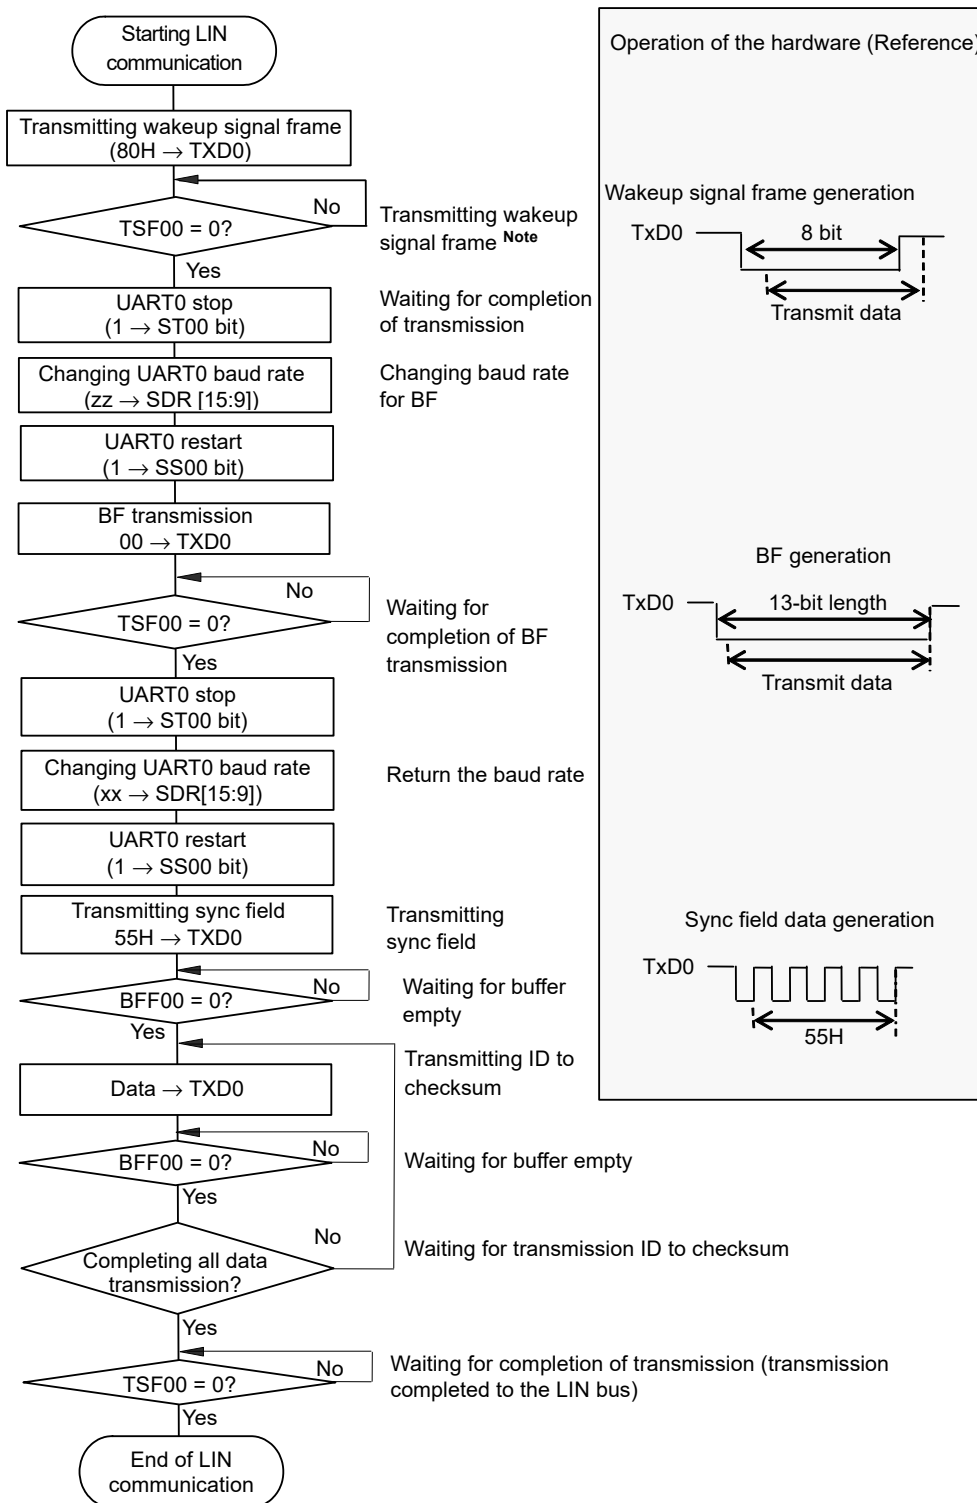 Starting LIN
communication
Transmitting wakeup signal frame
(80H → TXD0)
No
TSF00 = 0?
Transmitting wakeup
signal frame Note
Yes
UART0 stop
(1 → ST00 bit)
Waiting for completion
of transmission
Changing UART0 baud rate
(zz → SDR [15:9])
Changing baud rate
for BF
UART0 restart
(1 → SS00 bit)
BF transmission
00 → TXD0
No
TSF00 = 0?
Waiting for
completion of BF
transmission
Yes
UART0 stop
(1 → ST00 bit)
Changing UART0 baud rate
(xx → SDR[15:9])
Return the baud rate
UART0 restart
(1 → SS00 bit)
Transmitting sync field
55H → TXD0
Transmitting
sync field
No
BFF00 = 0?
Waiting for buffer
empty
Yes
Transmitting ID to
checksum
Data → TXD0
No
BFF00 = 0?
Waiting for buffer empty
Yes
No
Completing all data
transmission?
Waiting for transmission ID to checksum
Yes
No
TSF00 = 0?
Waiting for completion of transmission (transmission
completed to the LIN bus)
Yes
End of LIN
communication
Operation of the hardware (Reference)
Wakeup signal frame generation
TxD0
8 bit
Transmit data
BF generation
TxD0
13-bit length
Transmit data
Sync field data generation
TxD0
55H